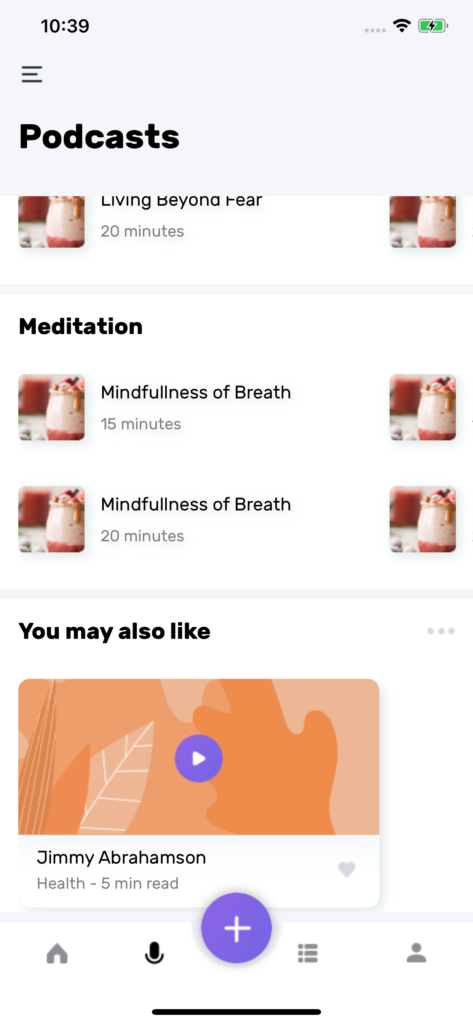 10:39
Podcasts
Living Beyond Fear
20 minutes
Meditation
Mindfullness of Breath
15 minutes
Mindfullness of Breath
20 minutes
You may also like
Jimmy Abrahamson
Health - 5 min read